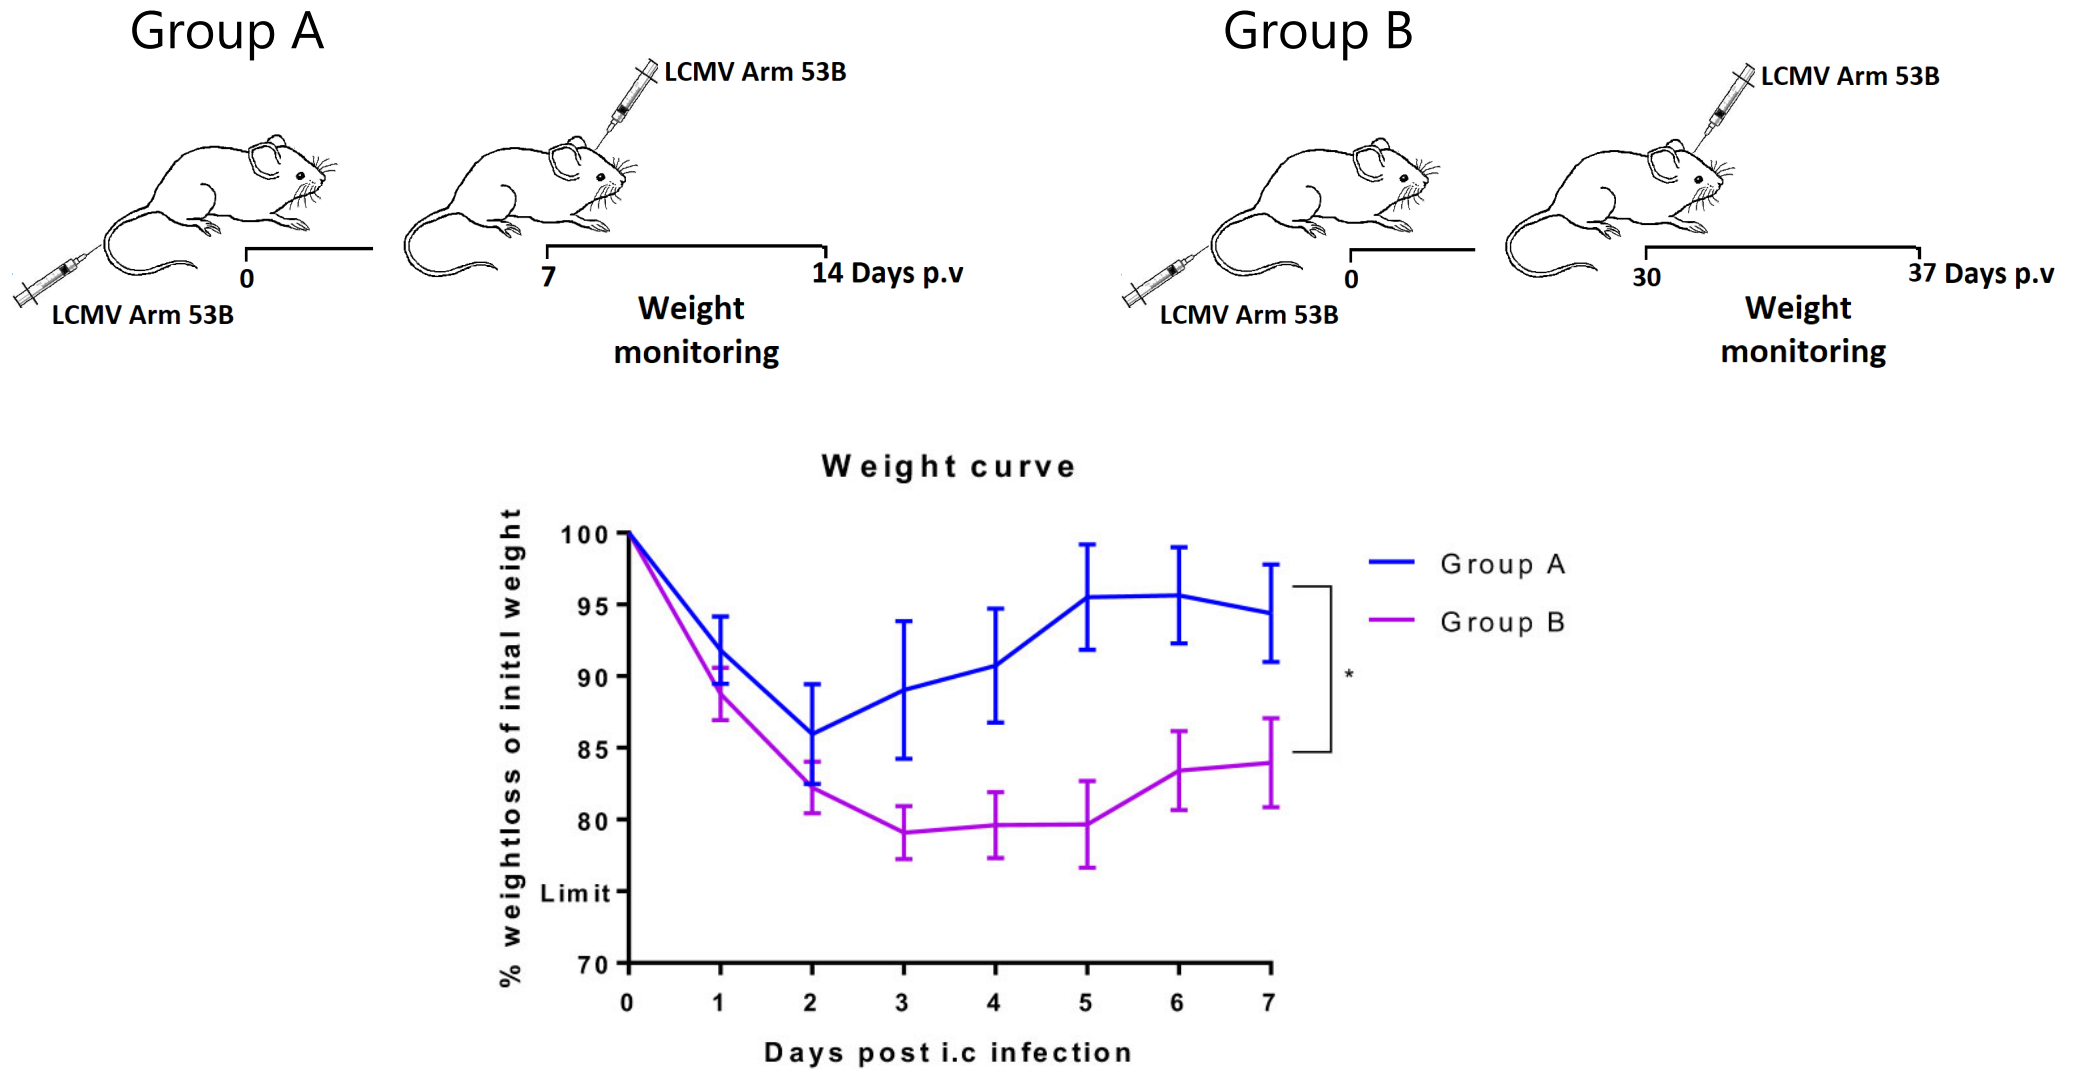 Group A
LCMV Arm 53B
LCMV Arm 53B
0
7
14 Days p.v
Weight
monitoring
Group B
LCMV Arm 53B
LCMV Arm 53B
0
30
37 Days p.v
Weight
monitoring
Weight curve
% weightloss of inital weight
100
95
90
85
80
Limit
70
0 1 2 3 4 5 6 7
Days post i.c infection
Group A
Group B
*